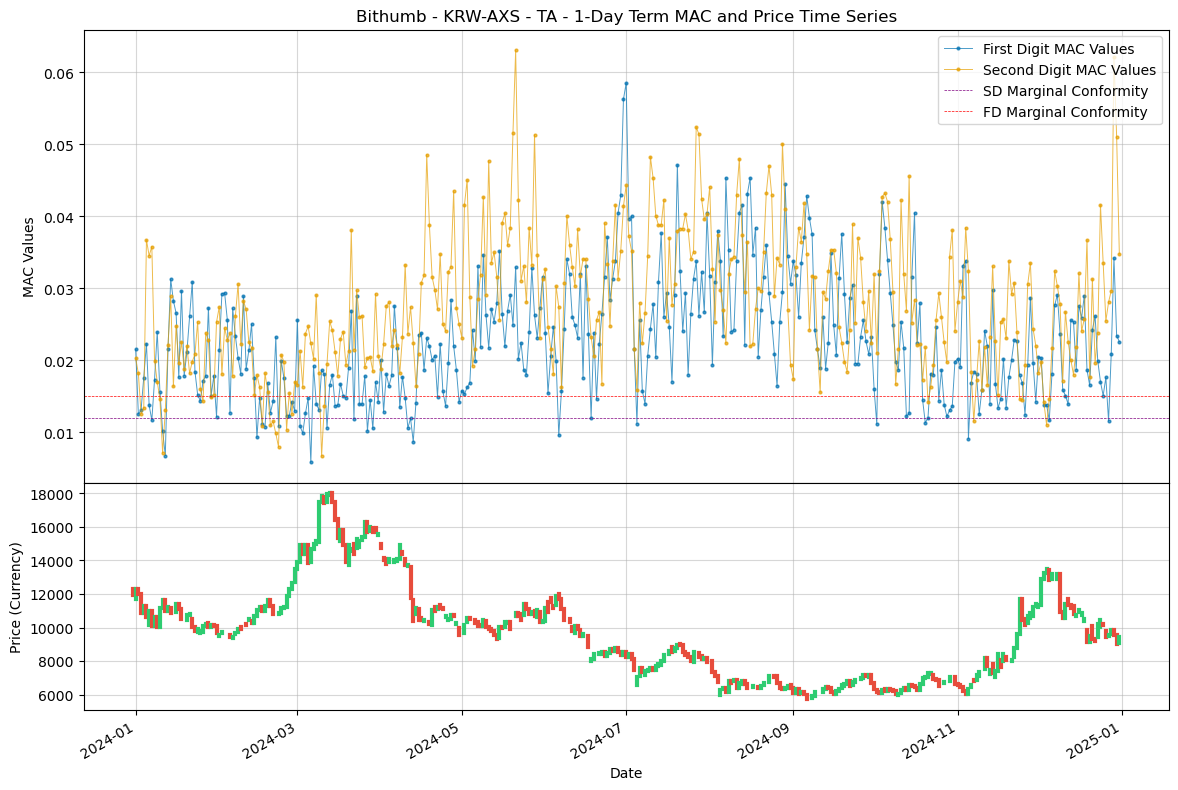 Bithumb - KRW-AXS - TA - 1-Day Term MAC and Price Time Series
First Digit MAC Values
Second Digit MAC Values
SD Marginal Conformity
FD Marginal Conformity
MAC Values
0.06
0.05
0.04
0.03
0.02
0.01
Price (Currency)
18000
16000
14000
12000
10000
8000
6000
2024-01
2024-03
2024-05
2024-07
2024-09
2024-11
2025-01
Date